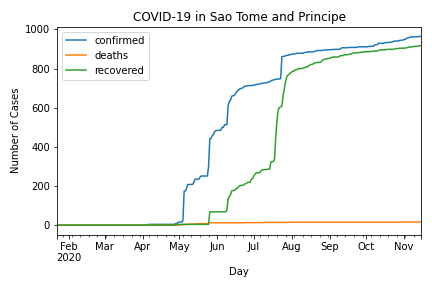 COVID-19 in Sao Tome and Principe
confirmed
deaths
recovered
Number of Cases
1000
800
600
400
200
0
Feb Mar Apr May Jun Jul Aug Sep Oct Nov
2020
Day